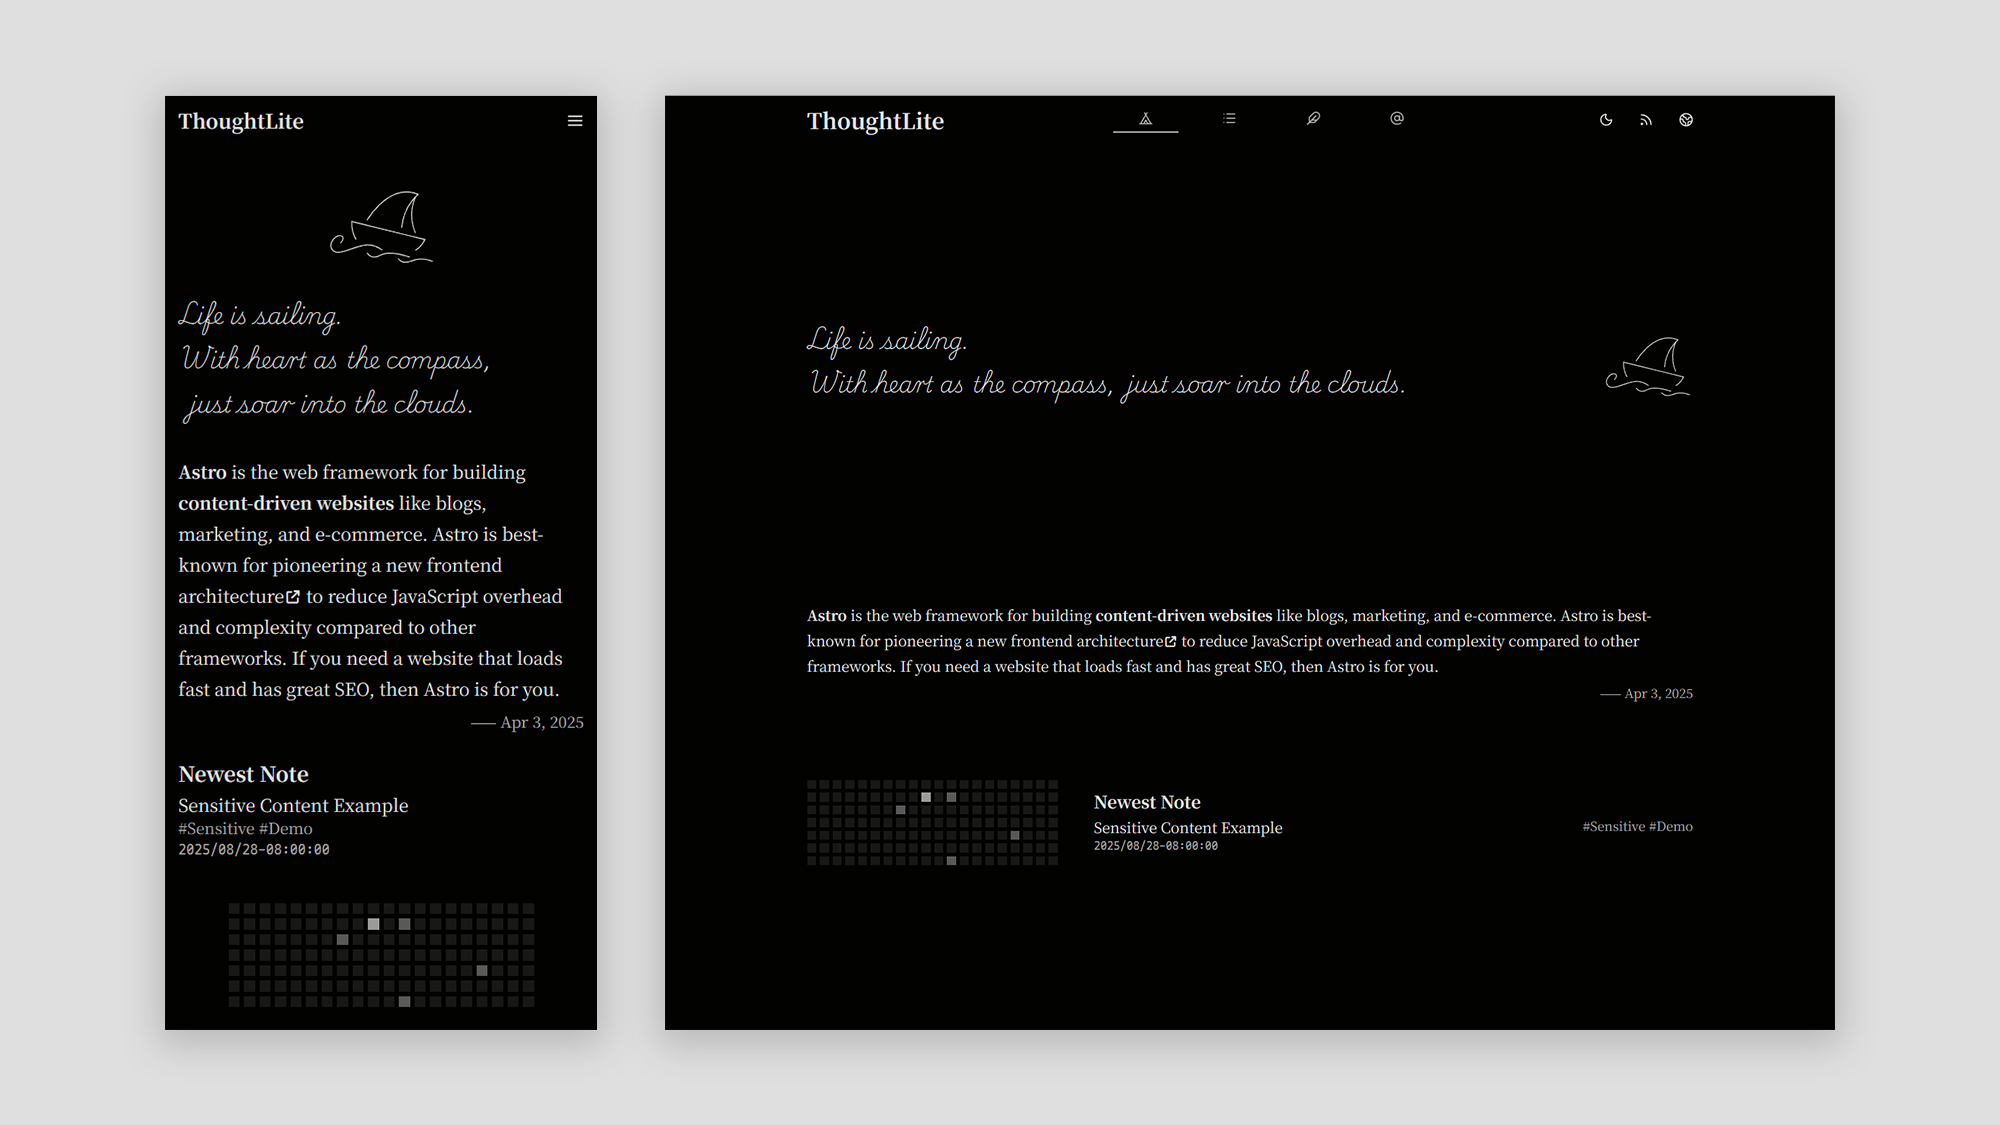 ThoughtLite
Life is sailing.
With heart as the compass,
just soar into the clouds.
Astro is the web framework for building
content-driven websites like blogs,
marketing, and e-commerce. Astro is best-
known for pioneering a new frontend
architecture to reduce JavaScript overhead
and complexity compared to other
frameworks. If you need a website that loads
fast and has great SEO, then Astro is for you.
—— Apr 3, 2025
Newest Note
Sensitive Content Example
#Sensitive #Demo
2025/08/28-08:00:00
ThoughtLite
Life is sailing.
With heart as the compass, just soar into the clouds.
Astro is the web framework for building content-driven websites like blogs, marketing, and e-commerce. Astro is best-
known for pioneering a new frontend architecture to reduce JavaScript overhead and complexity compared to other
frameworks. If you need a website that loads fast and has great SEO, then Astro is for you.
—— Apr 3, 2025
Newest Note
Sensitive Content Example
#Sensitive #Demo
2025/08/28-08:00:00